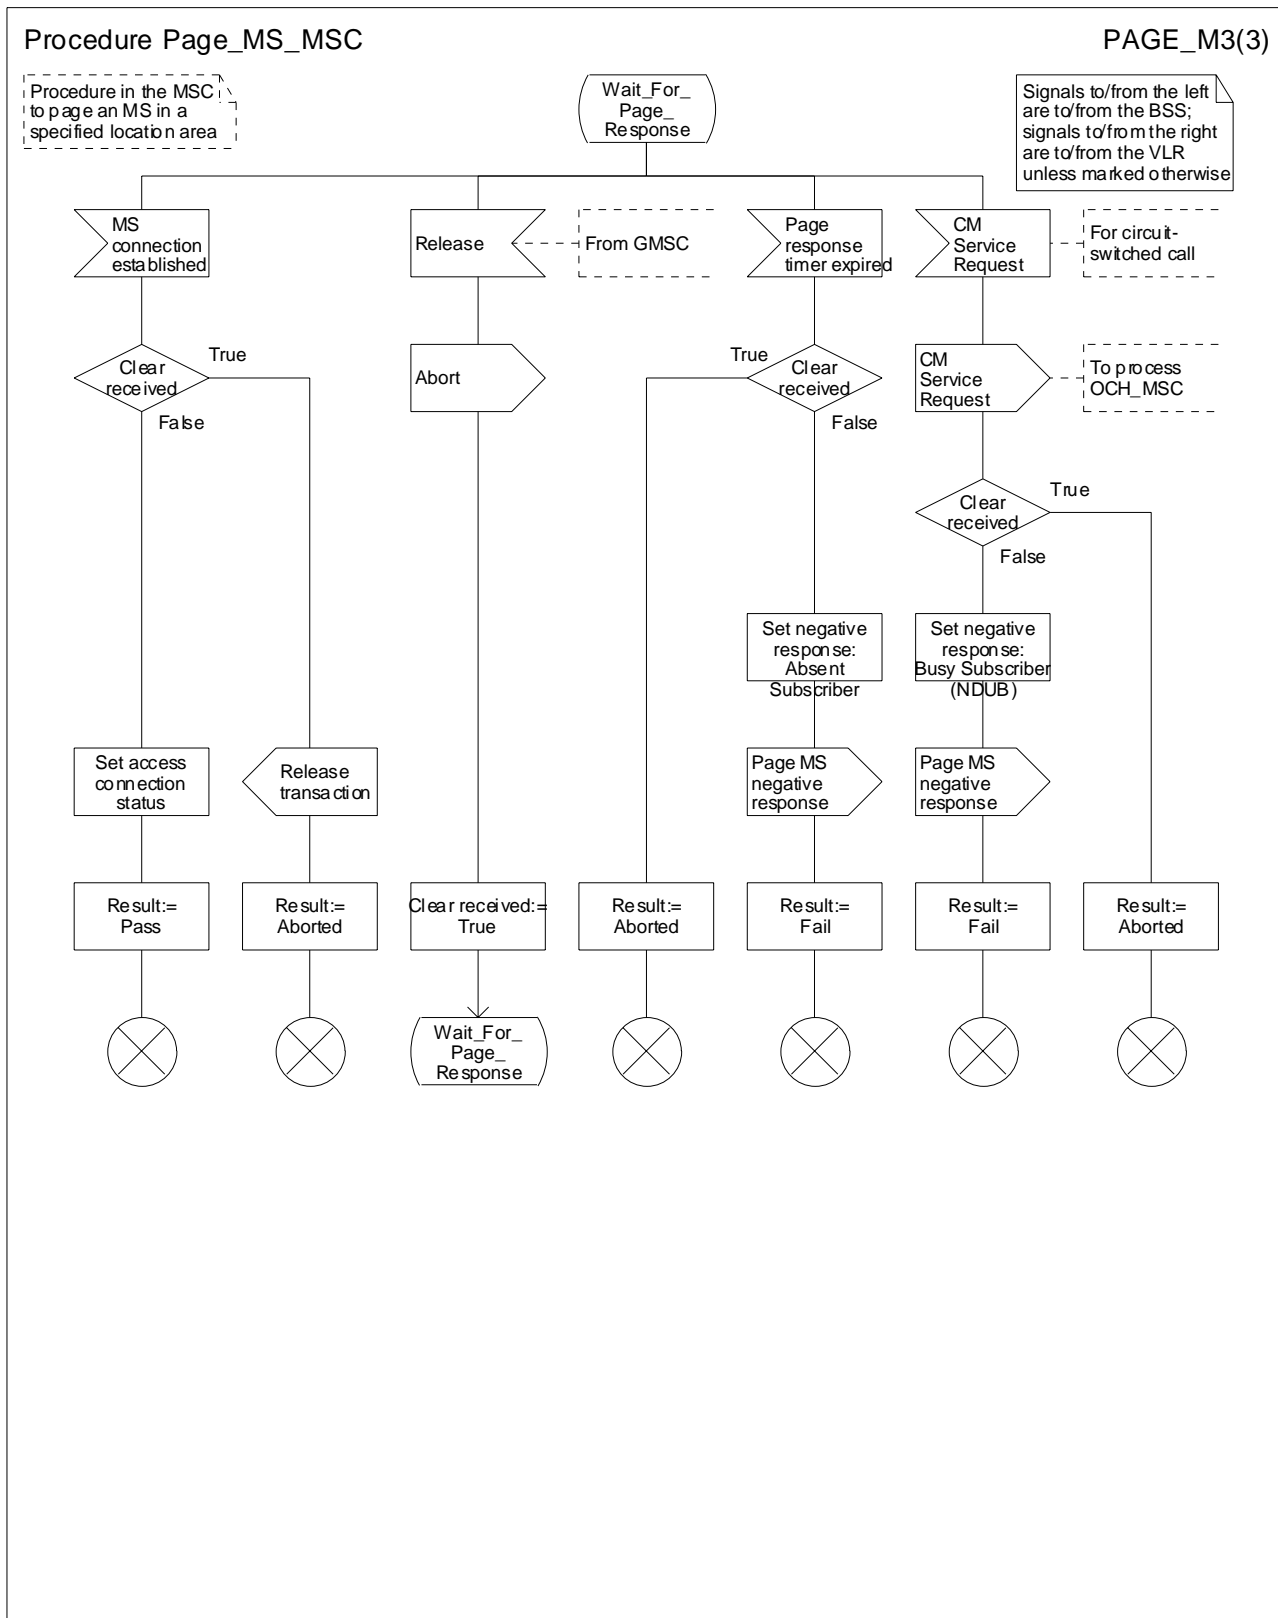 Procedure Page_MS_MSC
PAGE_M3(3)
Procedure in the MSC
to page an MS in a
specified location area
Wait_For_
Page_
Response
Signals to/from the left
are to/from the BSS;
signals to/from the right
are to/from the VLR
unless marked otherwise
MS
connection
established
Release
From GMSC
Page
response
timer expired
CM
Service
Request
For circuit-
switched call
Clear
received
True
False
Abort
True
Clear
received
False
CM
Service
Request
To process
OCH_MSC
Clear
received
True
False
Set negative
response:
Absent
Subscriber
Set negative
response:
Busy Subscriber
(NDUB)
Set access
connection
status
Release
transaction
Page MS
negative
response
Page MS
negative
response
Result:=
Pass
Result:=
Aborted
Clear received:=
True
Result:=
Aborted
Result:=
Fail
Result:=
Fail
Result:=
Aborted
Wait_For_
Page_
Response